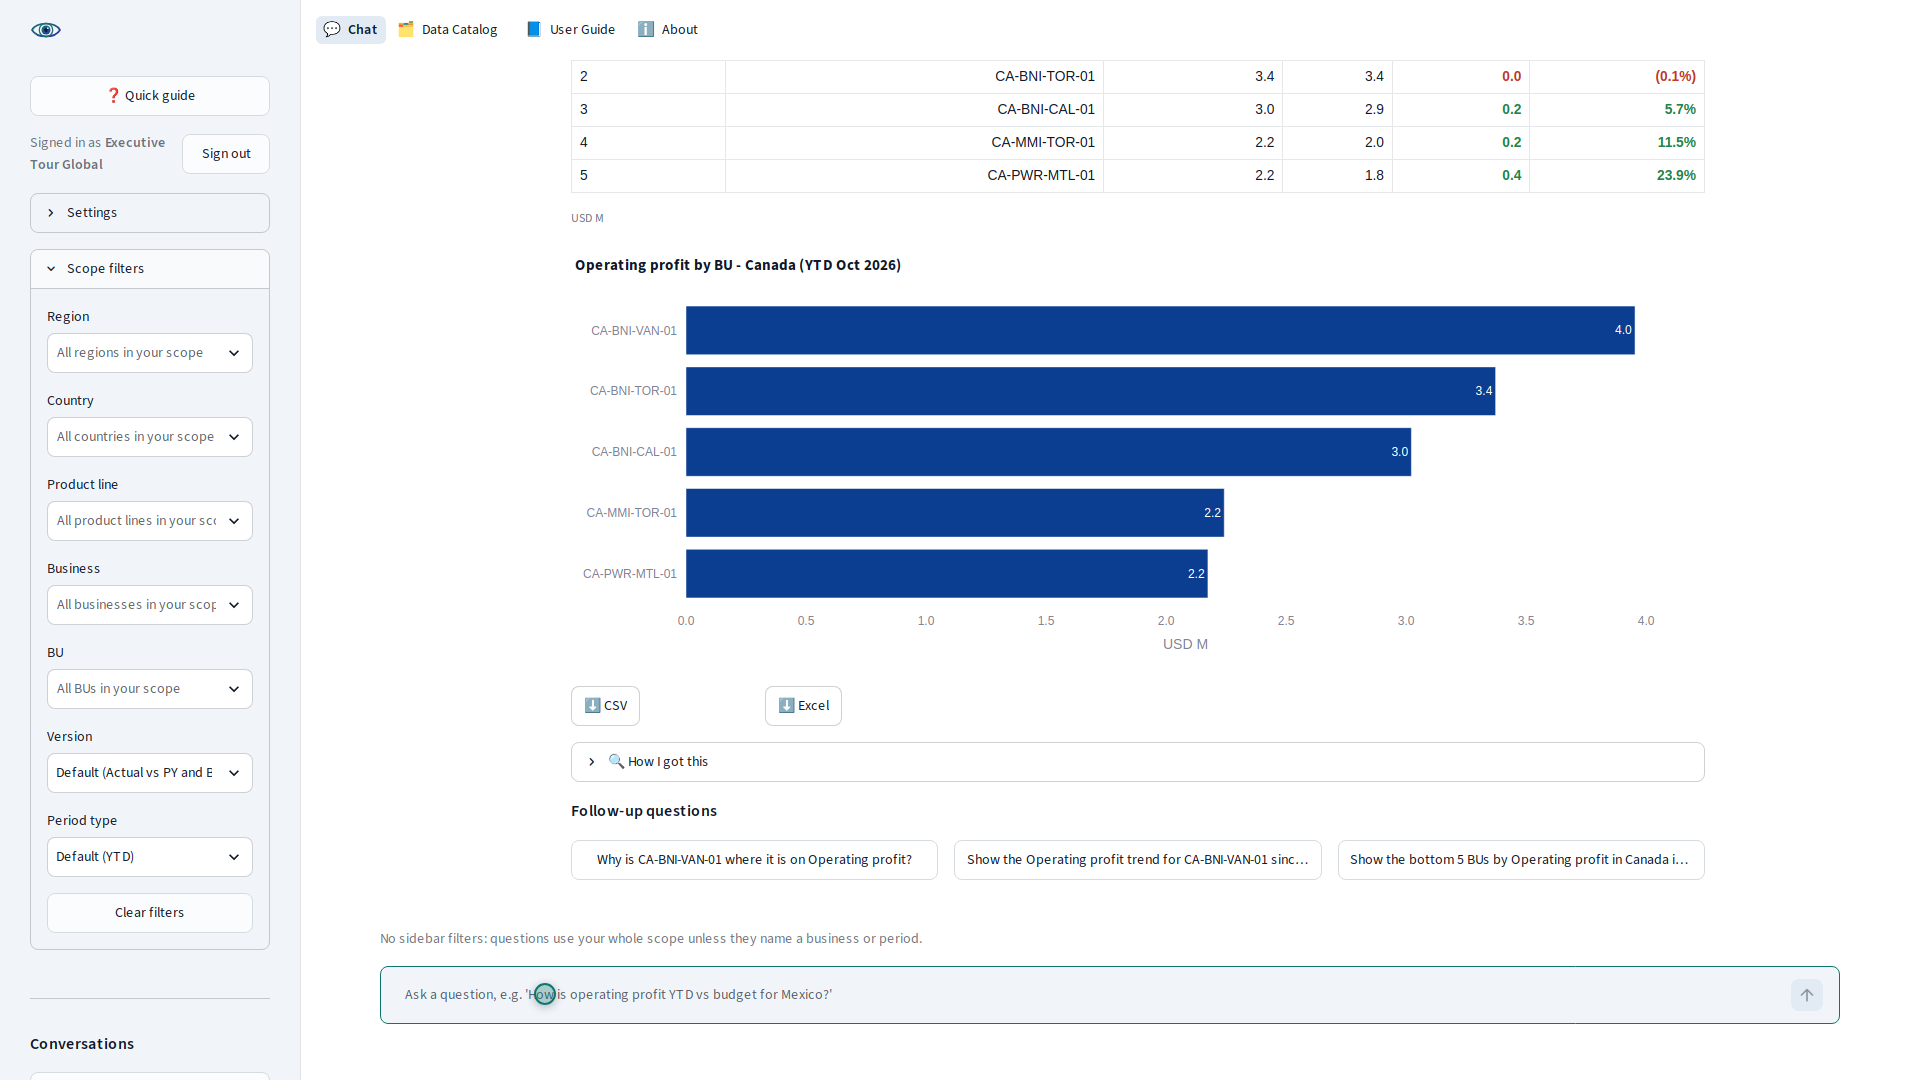 💬 Chat
🗂️ Data Catalog
📘 User Guide
ℹ️ About
❓ Quick guide
Signed in as Executive
Tour Global
Sign out
Settings
Scope filters
Region
All regions in your scope
Country
All countries in your scope
Product line
All product lines in your sc
Business
All businesses in your scop
BU
All BUs in your scope
Version
Default (Actual vs PY and B
Period type
Default (YTD)
Clear filters
Conversations
2 CA-BNI-TOR-01 3.4 3.4 0.0 (0.1%)
3 CA-BNI-CAL-01 3.0 2.9 0.2 5.7%
4 CA-MMI-TOR-01 2.2 2.0 0.2 11.5%
5 CA-PWR-MTL-01 2.2 1.8 0.4 23.9%
USD M
Operating profit by BU - Canada (YTD Oct 2026)
CA-BNI-VAN-01 4.0
CA-BNI-TOR-01 3.4
CA-BNI-CAL-01 3.0
CA-MMI-TOR-01 2.2
CA-PWR-MTL-01 2.2
0.0 0.5 1.0 1.5 2.0 2.5 3.0 3.5 4.0
USD M
⬇️ CSV
⬇️ Excel
🔍 How I got this
Follow-up questions
Why is CA-BNI-VAN-01 where it is on Operating profit?
Show the Operating profit trend for CA-BNI-VAN-01 sinc...
Show the bottom 5 BUs by Operating profit in Canada i...
No sidebar filters: questions use your whole scope unless they name a business or period.
Ask a question, e.g. 'How is operating profit YTD vs budget for Mexico?'